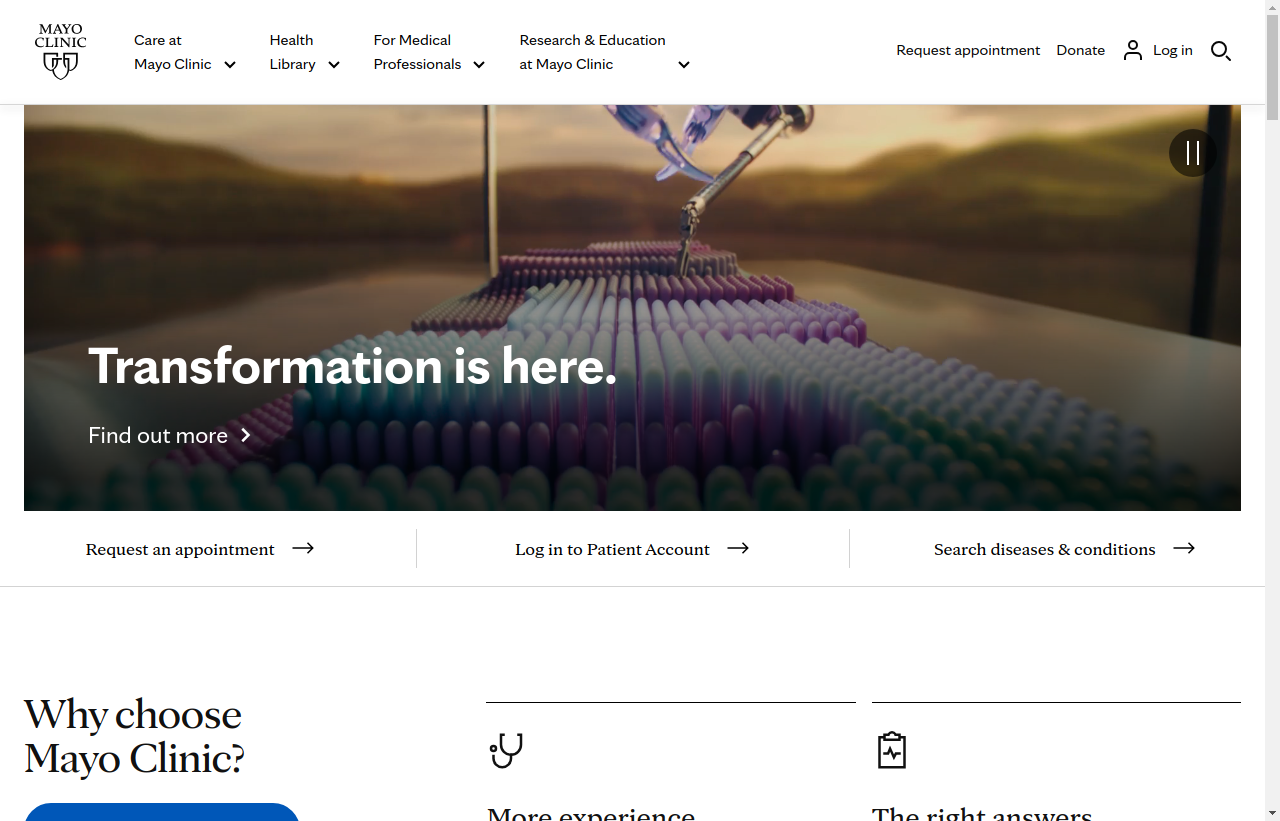 MAYO
CLINIC
Care at
Mayo Clinic
Health
Library
For Medical
Professionals
Research & Education
at Mayo Clinic
Request appointment
Donate
Log in
Transformation is here.
Find out more
Request an appointment
Log in to Patient Account
Search diseases & conditions
Why choose
Mayo Clinic?
More experience
The right answers